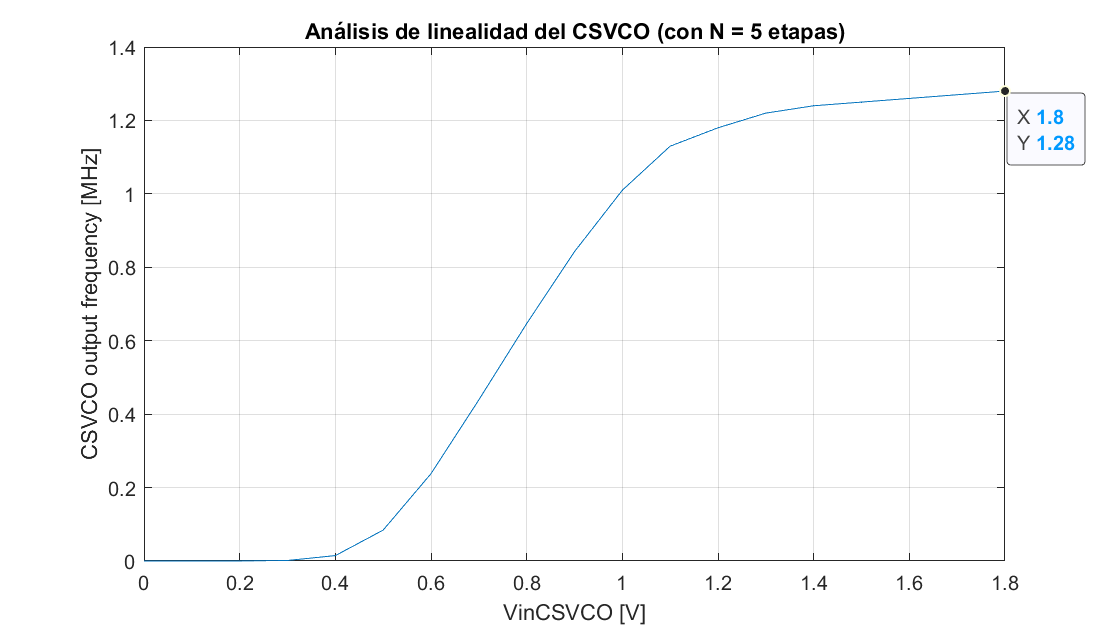 Análisis de linealidad del CSVCO (con N = 5 etapas)
1.4
1.2
1
0.8
0.6
0.4
0.2
0
CSVCO output frequency [MHz]
X 1.8
Y 1.28
0 0.2 0.4 0.6 0.8 1 1.2 1.4 1.6 1.8
VinCSVCO [V]